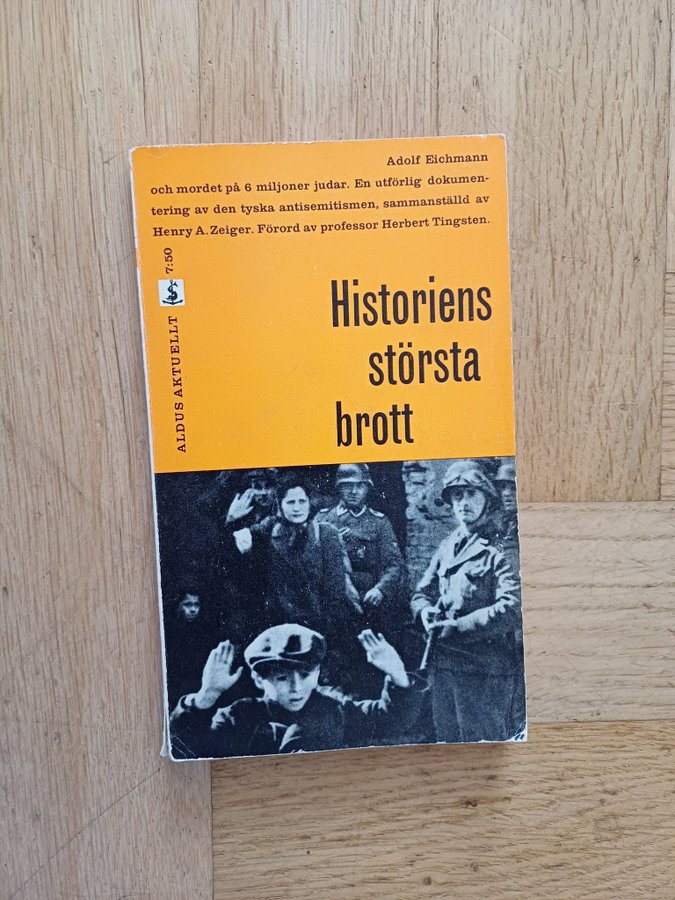 Adolf Eichmann
och mordet på 6 miljoner judar. En utförlig dokumen-
tering av den tyska antisemitismen, sammanställd av
Henry A. Zeiger. Förord av professor Herbert Tingsten.
ALDUS AKTUELLT 7:50
Historiens
största
brott